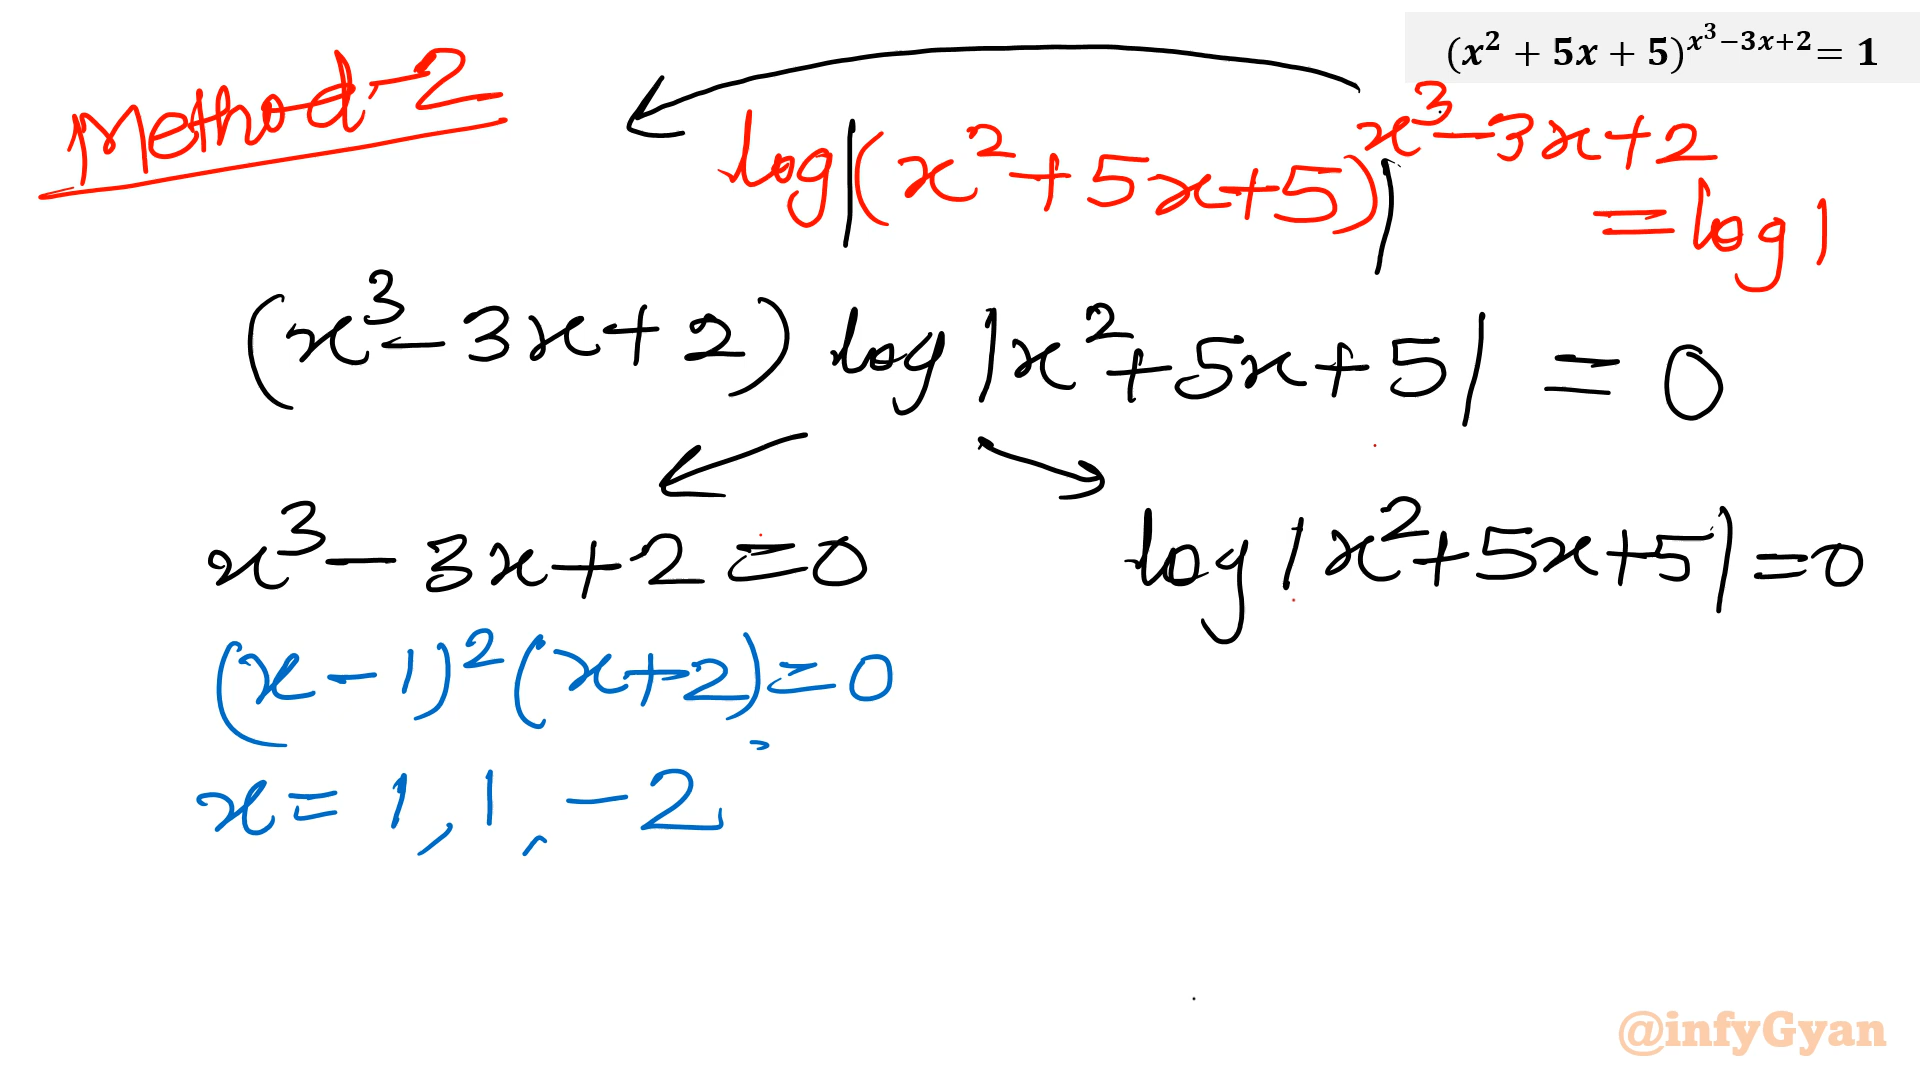 (x² + 5x + 5)^(x³−3x+2) = 1
Method-2
log|(x²+5x+5)|^(x³−3x+2)
= log 1
(x³−3x+2) log|x²+5x+5| = 0
x³−3x+2=0
log|x²+5x+5|=0
(x−1)²(x+2)=0
x = 1, 1, −2
@infyGyan